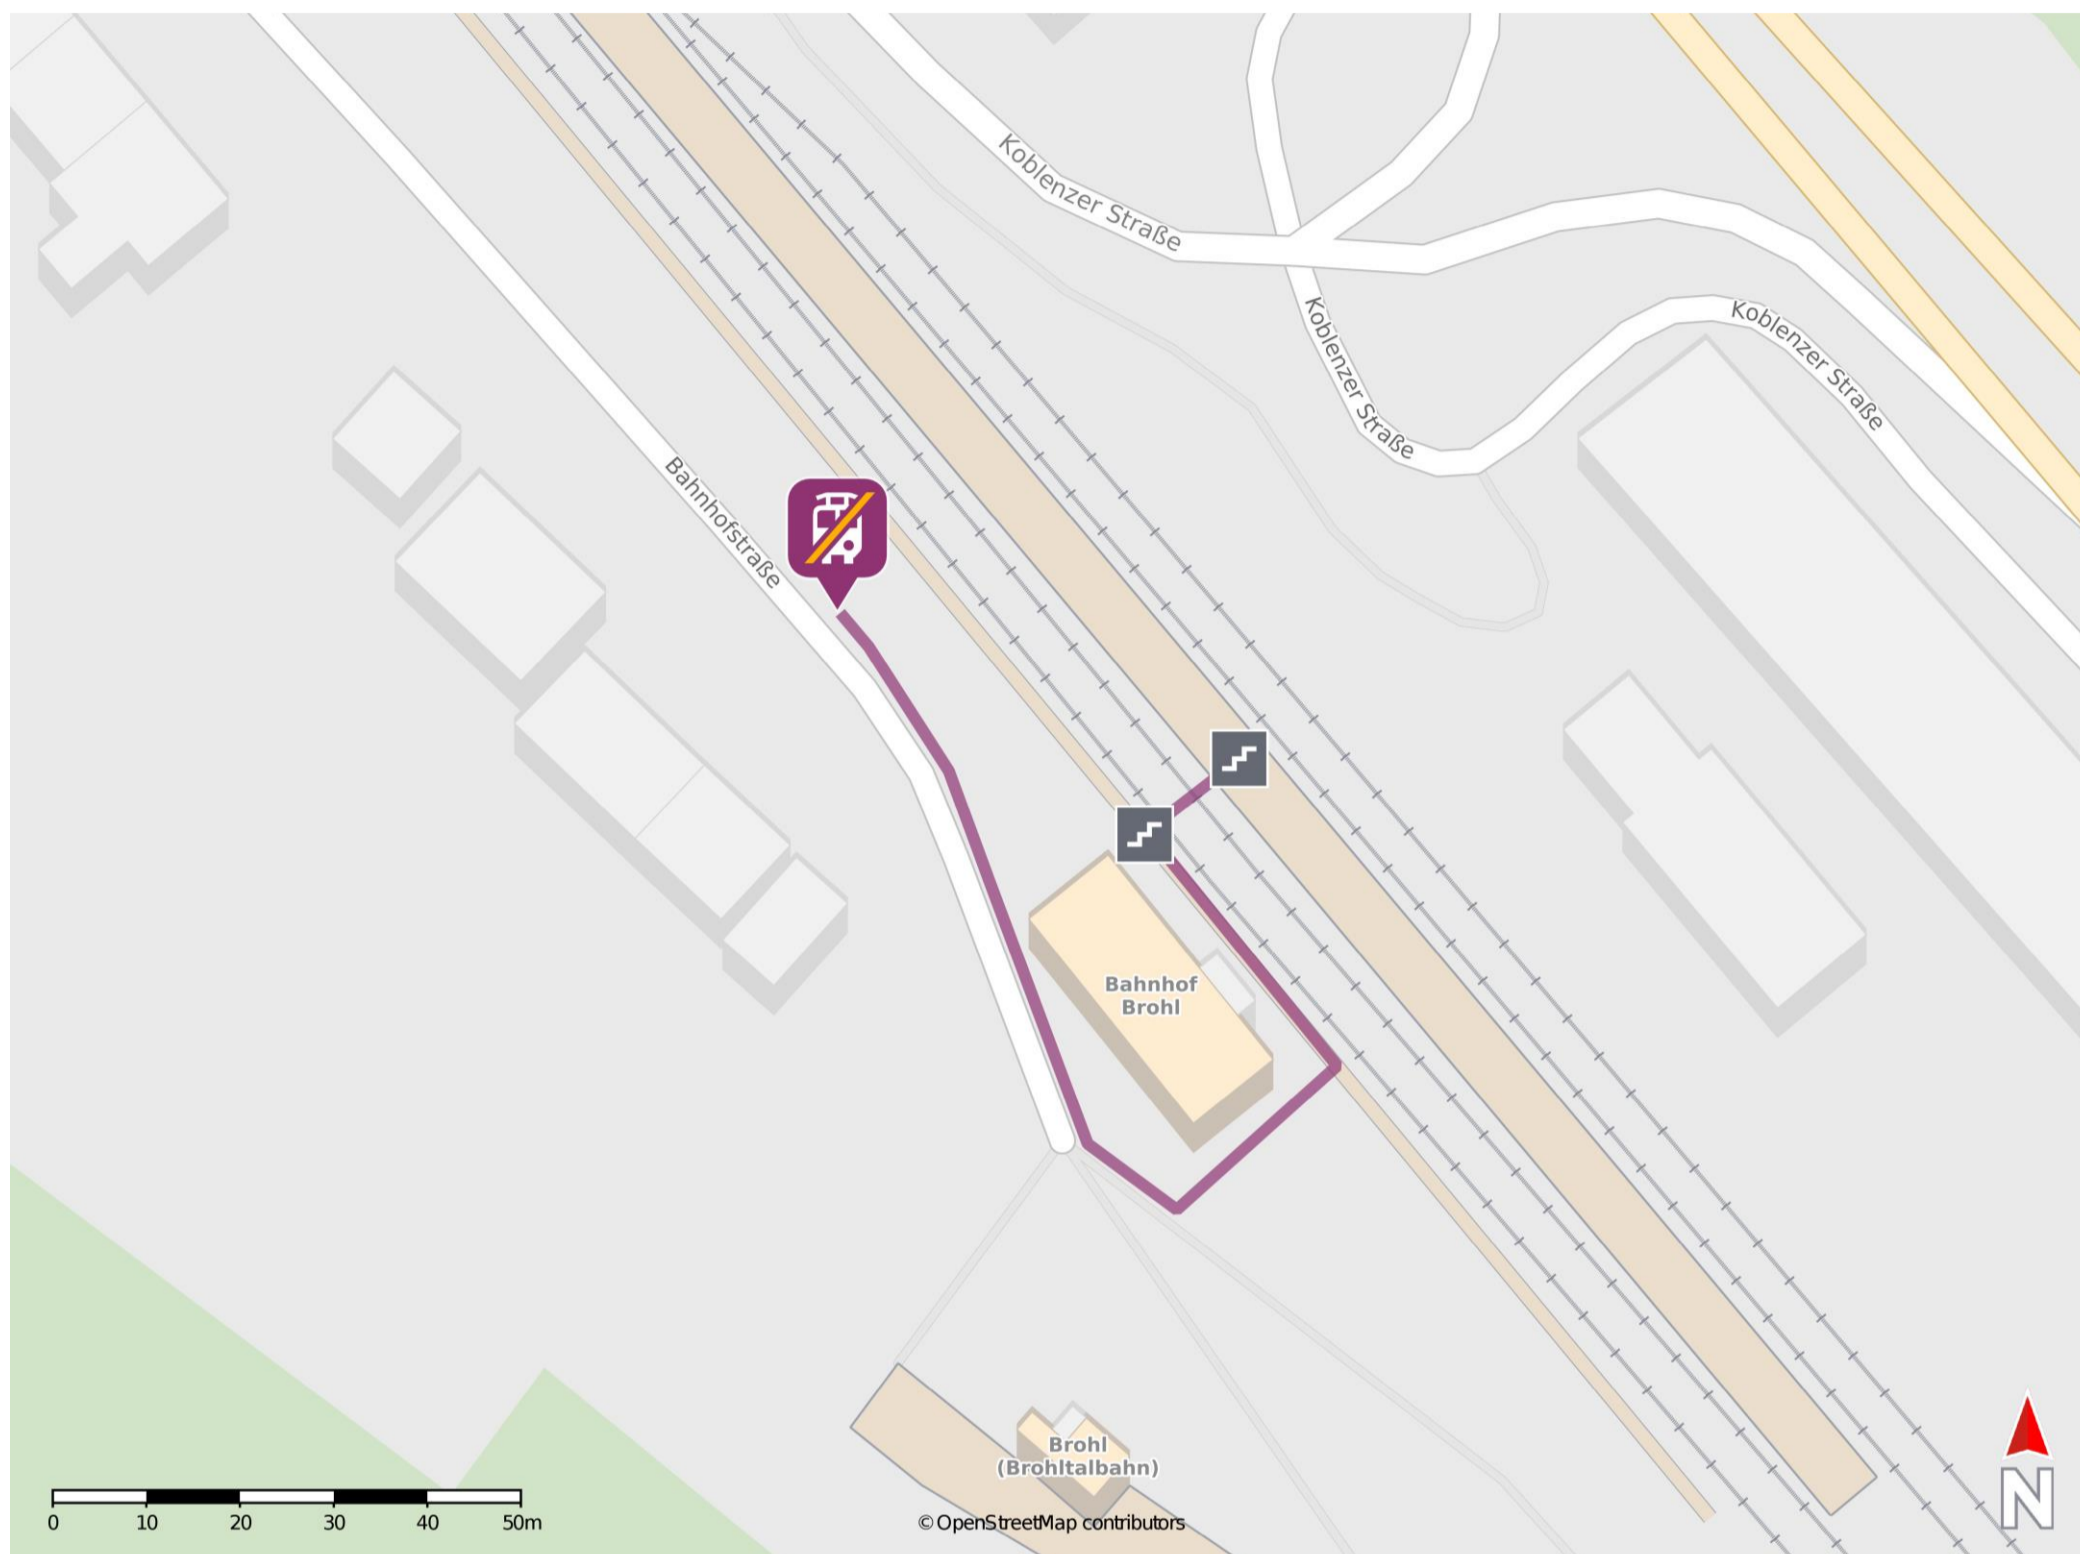 Koblenzer Straße
Koblenzer Straße
Koblenzer Straße
Bahnhofstraße
Bahnhof
Brohl
Brohl
(Brohltalbahn)
0 10 20 30 40 50m
© OpenStreetMap contributors
N